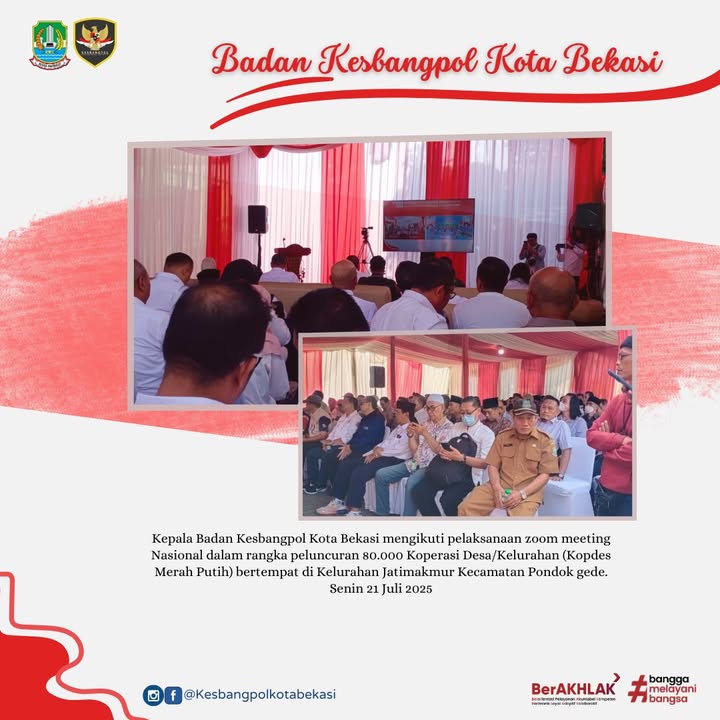 Badan Kesbangpol Kota Bekasi
Kepala Badan Kesbangpol Kota Bekasi mengikuti pelaksanaan zoom meeting
Nasional dalam rangka peluncuran 80.000 Koperasi Desa/Kelurahan (Kopdes
Merah Putih) bertempat di Kelurahan Jatimakmur Kecamatan Pondok gede.
Senin 21 Juli 2025
@Kesbangpolkotabekasi
BerAKHLAK
#bangga
melayani
bangsa